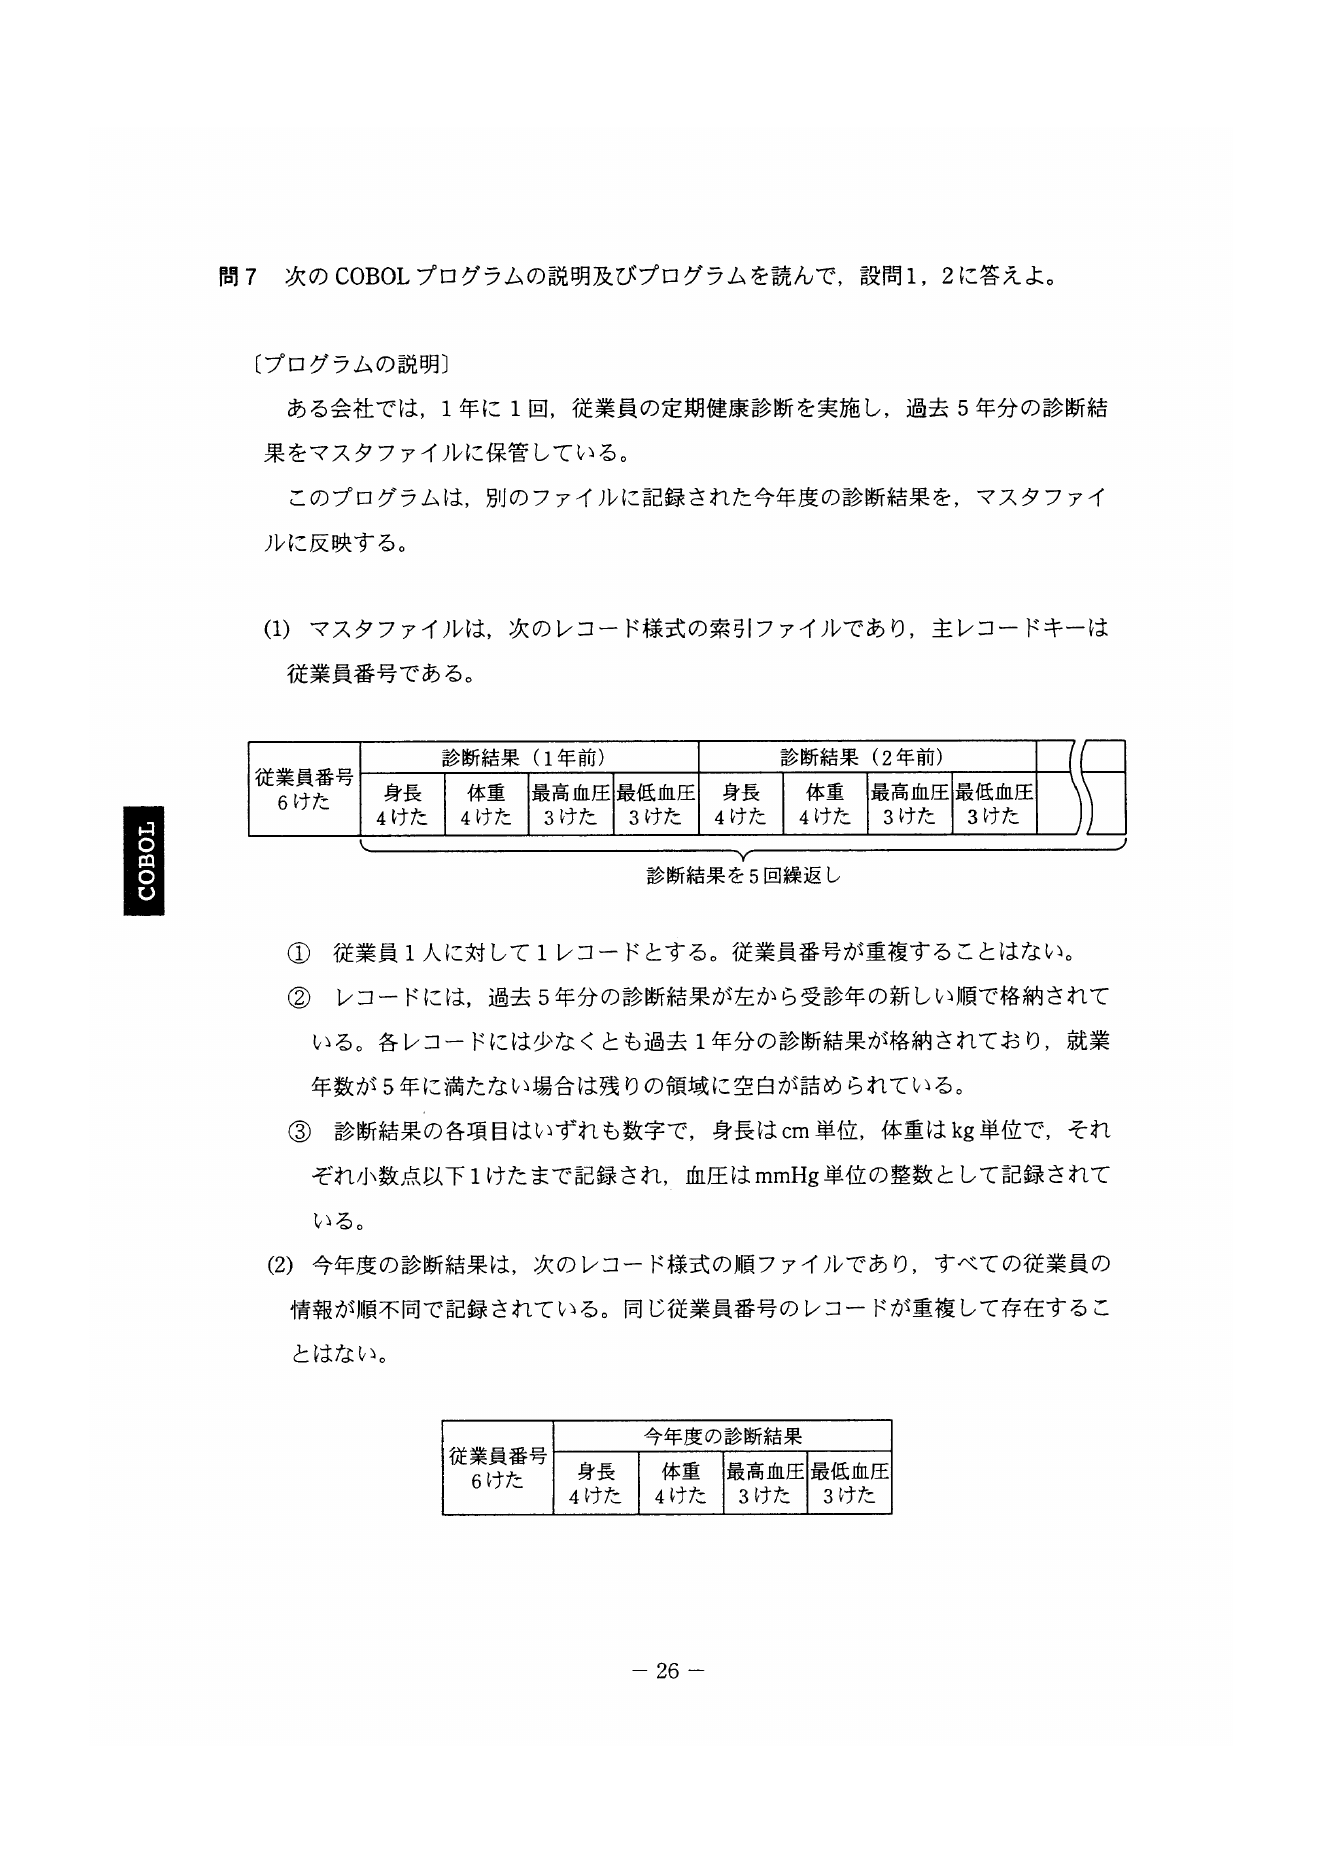 問7 次の COBOL プログラムの説明及びプログラムを読んで，設問1，2に答えよ。
〔プログラムの説明〕
ある会社では，1年に1回，従業員の定期健康診断を実施し，過去5年分の診断結
果をマスタファイルに保管している。
このプログラムは，別のファイルに記録された今年度の診断結果を，マスタファイ
ルに反映する。
(1) マスタファイルは，次のレコード様式の索引ファイルであり，主レコードキーは
従業員番号である。
従業員番号 6けた 診断結果（1年前） 診断結果（2年前）
身長 体重 最高血圧 最低血圧 身長 体重 最高血圧 最低血圧
4けた 4けた 3けた 3けた 4けた 4けた 3けた 3けた
診断結果を5回繰返し
COBOL
① 従業員1人に対して1レコードとする。従業員番号が重複することはない。
② レコードには，過去5年分の診断結果が左から受診年の新しい順で格納されて
いる。各レコードには少なくとも過去1年分の診断結果が格納されており，就業
年数が5年に満たない場合は残りの領域に空白が詰められている。
③ 診断結果の各項目はいずれも数字で，身長は cm 単位，体重は kg 単位で，それ
ぞれ小数点以下1けたまで記録され，血圧は mmHg 単位の整数として記録されて
いる。
(2) 今年度の診断結果は，次のレコード様式の順ファイルであり，すべての従業員の
情報が順不同で記録されている。同じ従業員番号のレコードが重複して存在するこ
とはない。
従業員番号 6けた 今年度の診断結果
身長 体重 最高血圧 最低血圧
4けた 4けた 3けた 3けた
－ 26 －